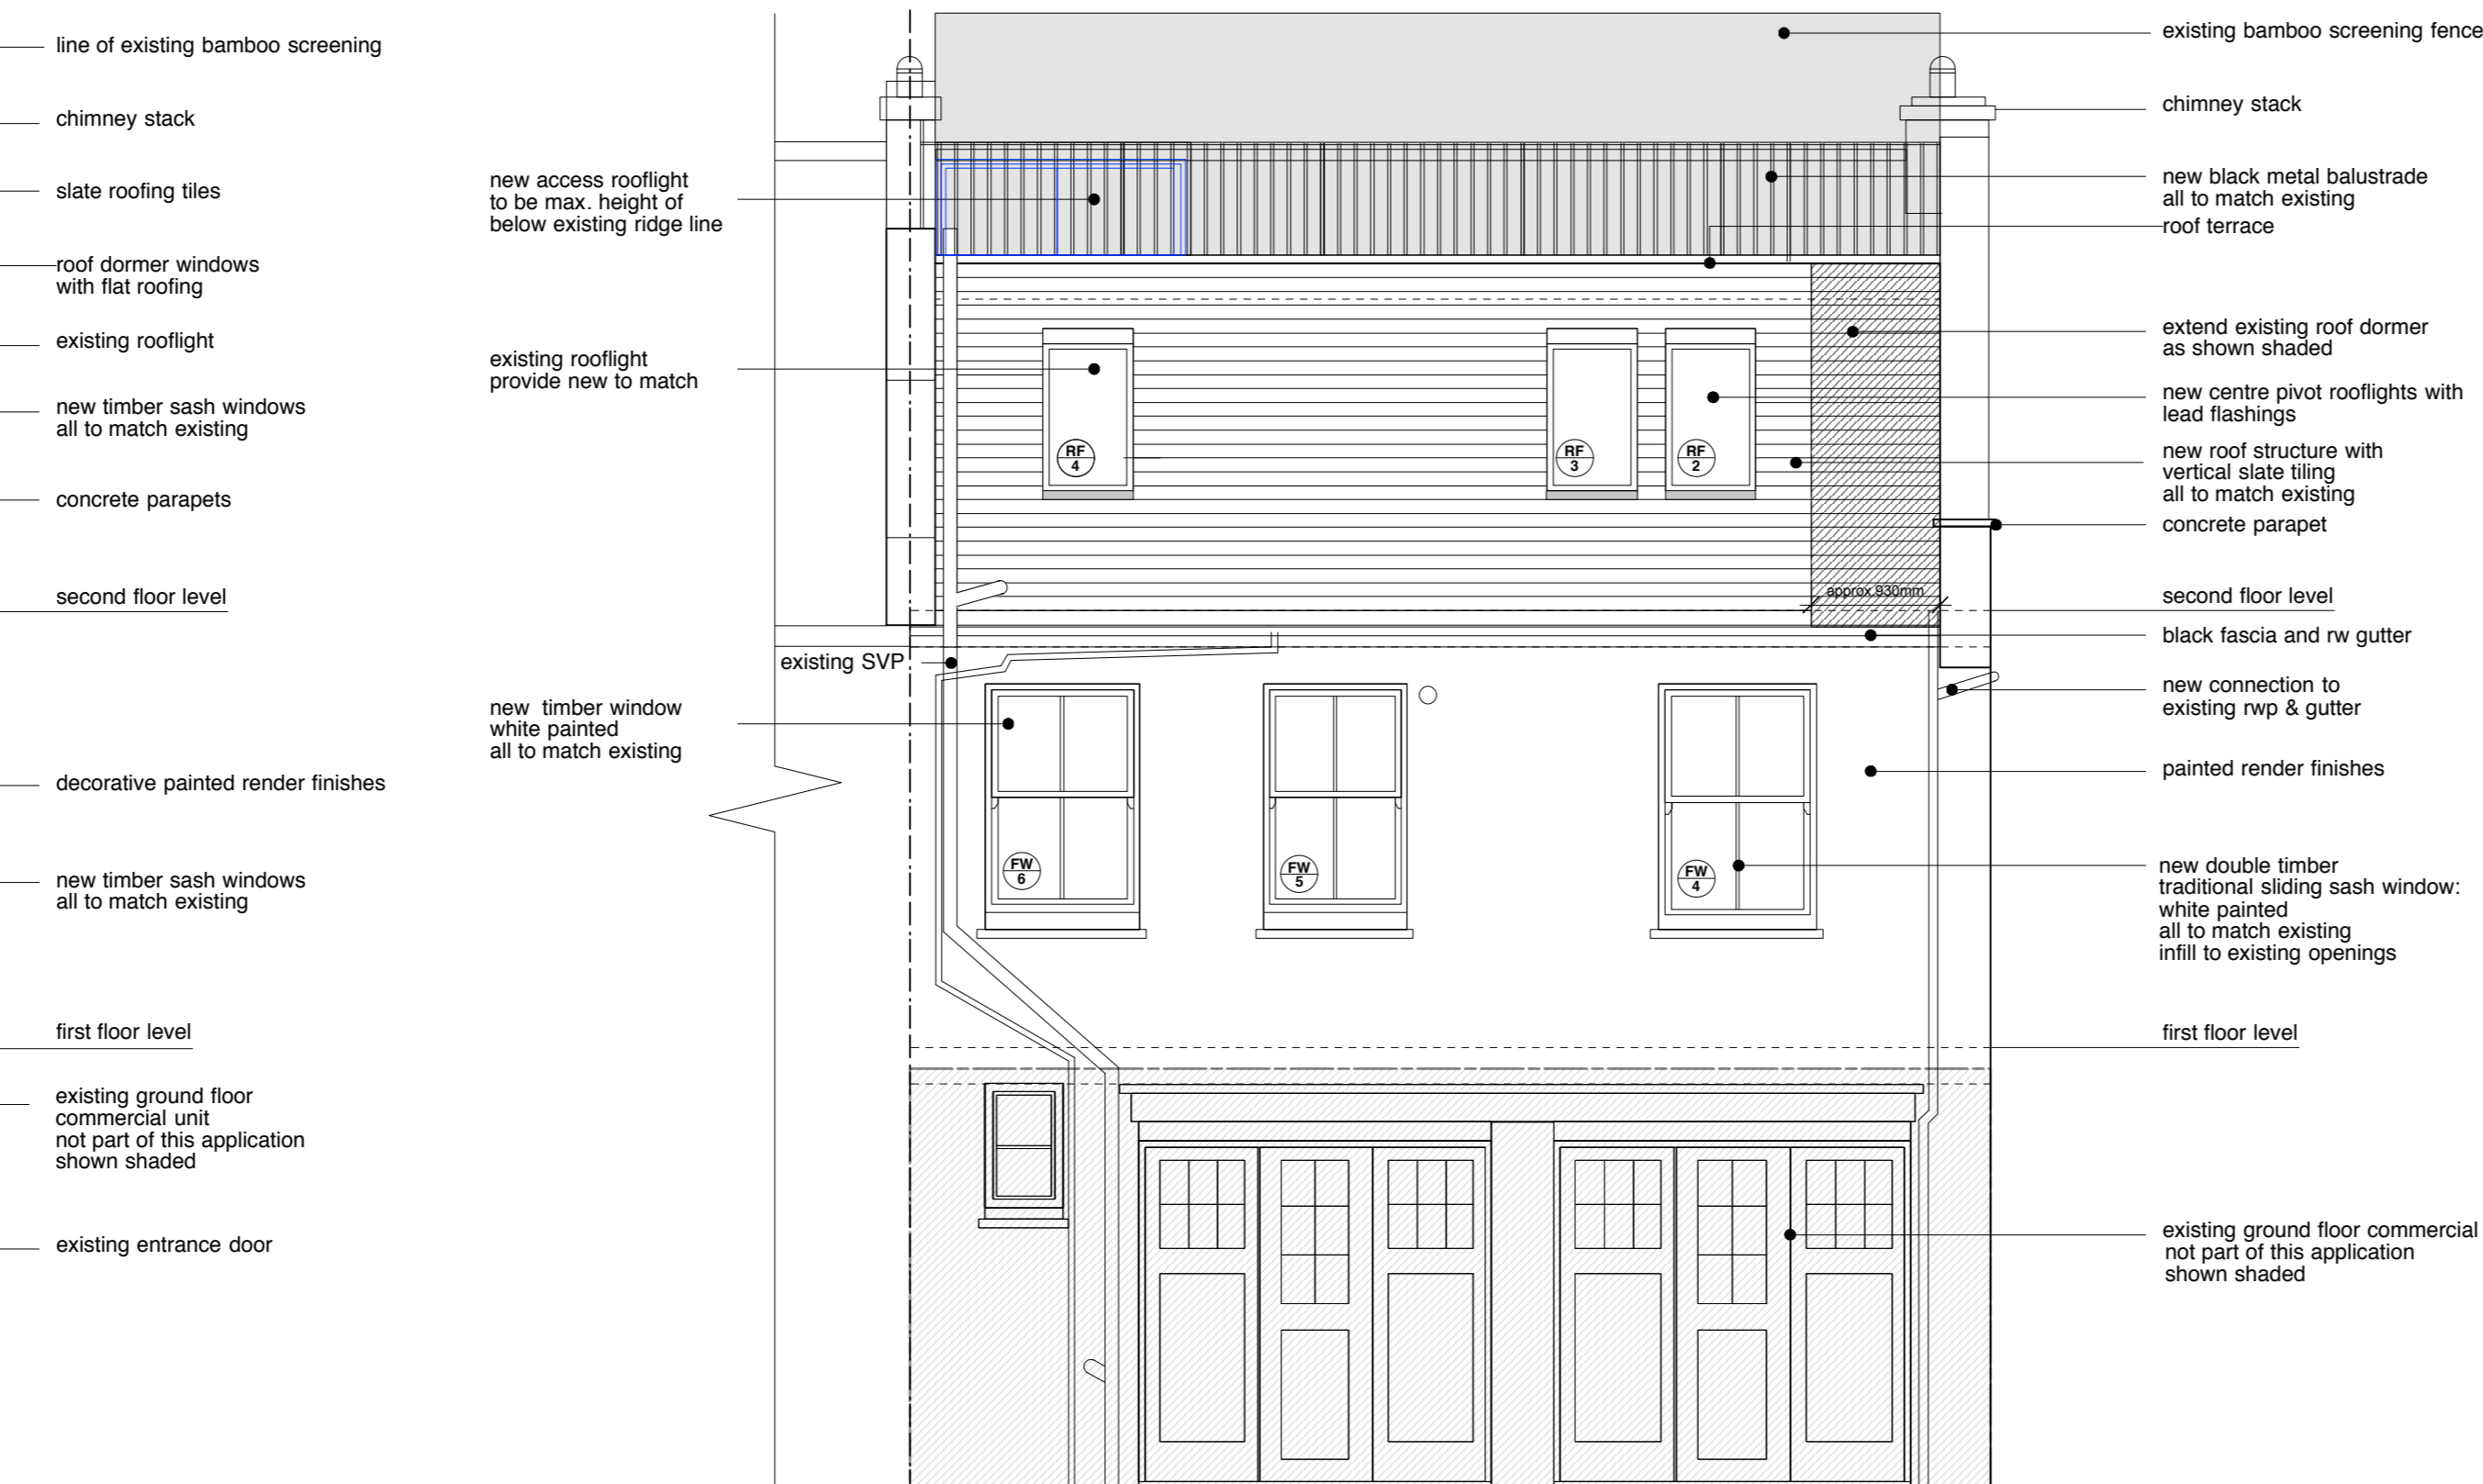 line of existing bamboo screening
chimney stack
slate roofing tiles
roof dormer windows
with flat roofing
existing rooflight
new timber sash windows
all to match existing
concrete parapets
second floor level
decorative painted render finishes
new timber sash windows
all to match existing
first floor level
existing ground floor
commercial unit
not part of this application
shown shaded
existing entrance door
new access rooflight
to be max. height of
below existing ridge line
existing rooflight
provide new to match
existing SVP
new timber window
white painted
all to match existing
RF
4
RF
3
RF
2
approx.930mm
FW
6
FW
5
FW
4
existing bamboo screening fence
chimney stack
new black metal balustrade
all to match existing
roof terrace
extend existing roof dormer
as shown shaded
new centre pivot rooflights with
lead flashings
new roof structure with
vertical slate tiling
all to match existing
concrete parapet
second floor level
black fascia and rw gutter
new connection to
existing rwp & gutter
painted render finishes
new double timber
traditional sliding sash window:
white painted
all to match existing
infill to existing openings
first floor level
existing ground floor commercial
not part of this application
shown shaded